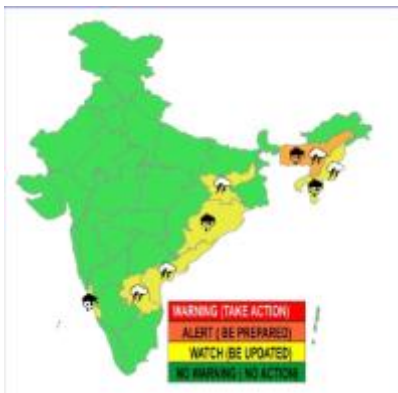 WARNING (TAKE ACTION)
ALERT ( BE PREPARED)
WATCH (BE UPDATED)
NO WARNING ( NO ACTION)